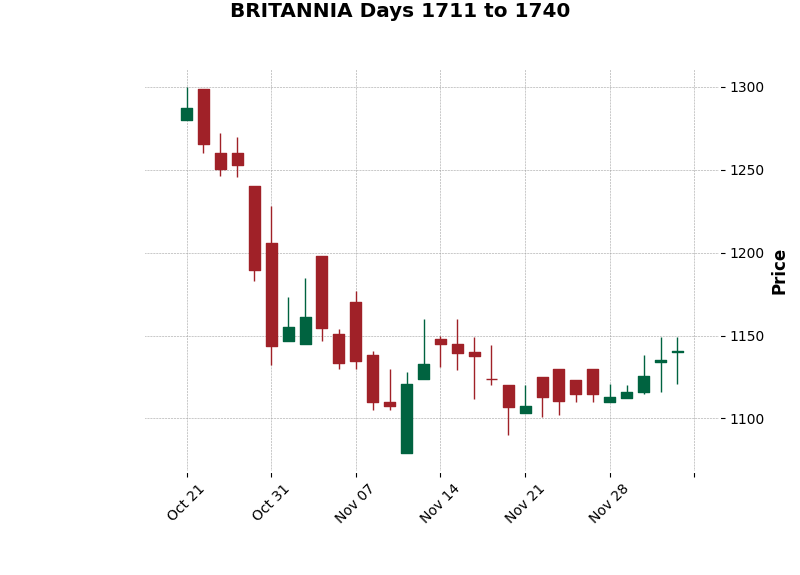 BRITANNIA Days 1711 to 1740
1300
1250
1200
1150
1100
Price
Oct 21
Oct 31
Nov 07
Nov 14
Nov 21
Nov 28